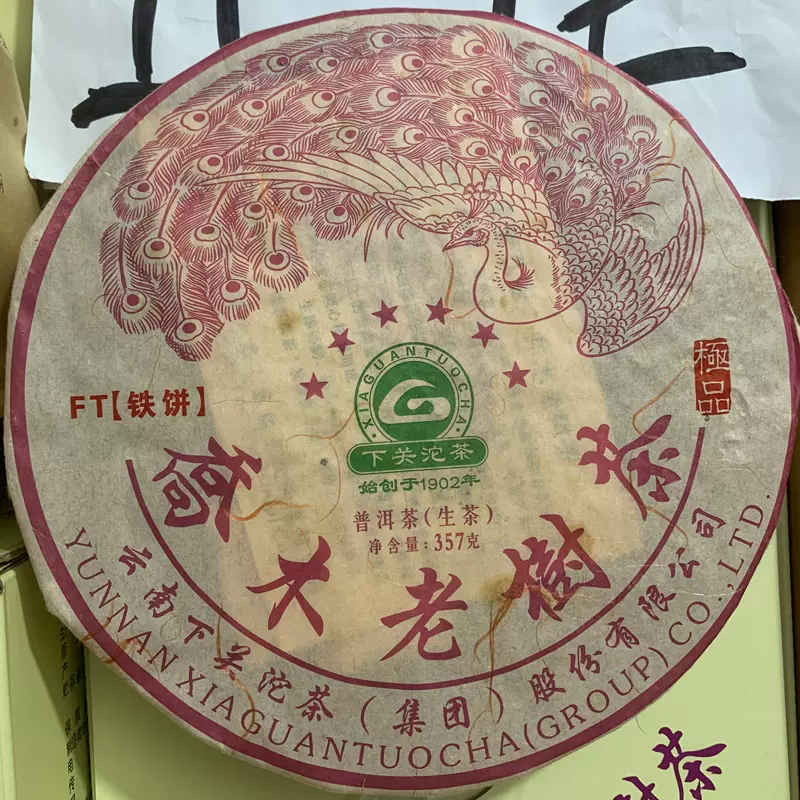 極品
FT【铁饼】
XIAGUANTUOCHA
下关沱茶
始创于1902年
普洱茶（生茶）
净含量：357克
喬木老樹茶
云南下关沱茶（集团）股份有限公司
YUNNAN XIAGUANTUOCHA(GROUP)CO.,LTD.
茶